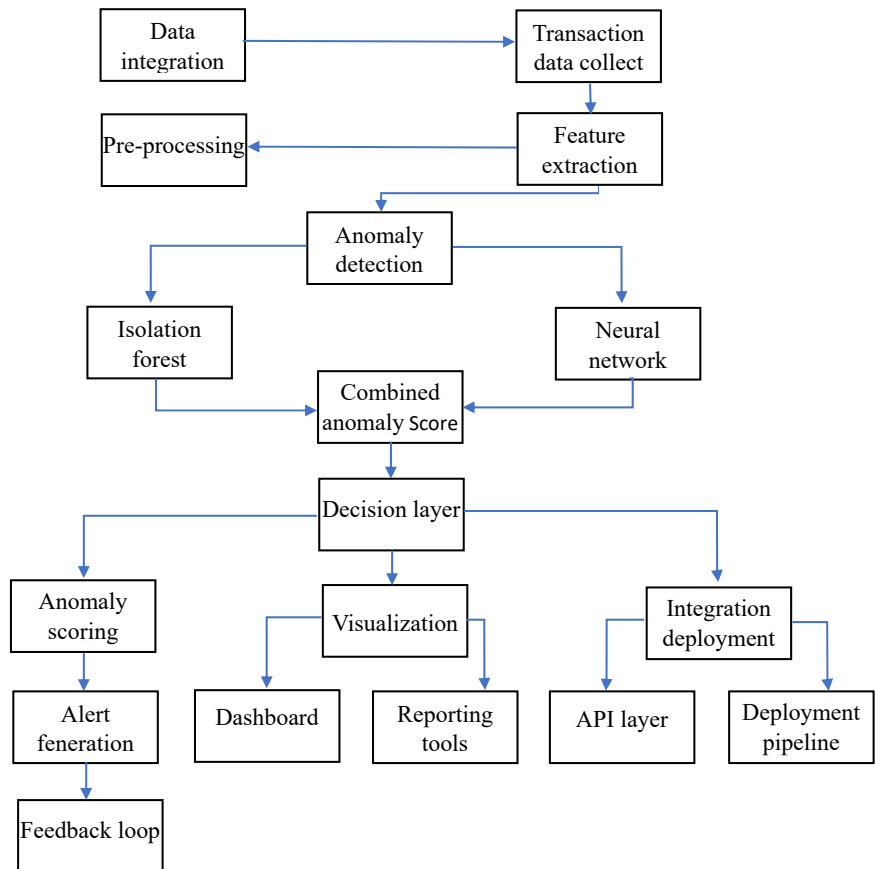 Data
integration
Transaction
data collect
Pre-processing
Feature
extraction
Anomaly
detection
Isolation
forest
Neural
network
Combined
anomaly Score
Decision layer
Anomaly
scoring
Visualization
Integration
deployment
Alert
feneration
Dashboard
Reporting
tools
API layer
Deployment
pipeline
Feedback loop